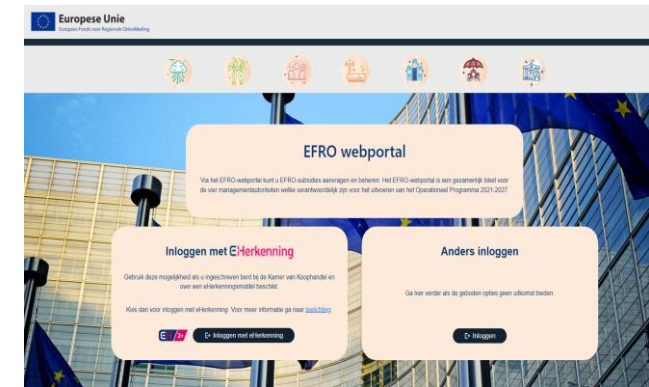 Europese Unie
Europees Fonds voor Regionale Ontwikkeling
EFRO webportal
Via het EFRO-webportal kunt u EFRO-subsidies aanvragen en beheren. Het EFRO-webportal is een gezamenlijk loket voor
de vier managementautoriteiten welke verantwoordelijk zijn voor het uitvoeren van het Operationeel Programma 2021-2027.
Inloggen met eHerkenning
Gebruik deze mogelijkheid als u ingeschreven bent bij de Kamer van Koophandel en
over een eHerkenningsmiddel beschikt.
Kies dan voor inloggen met eHerkenning. Voor meer informatie ga naar toelichting.
2+ Inloggen met eHerkenning
Anders inloggen
Ga hier verder als de geboden opties geen uitkomst bieden
Inloggen